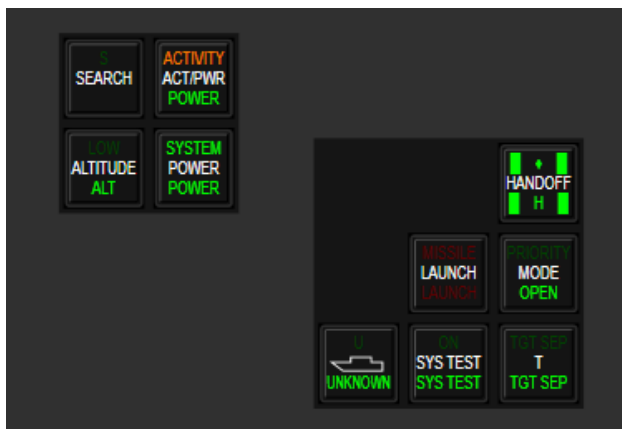 S
SEARCH
ACTIVITY
ACT/PWR
POWER
LOW
ALTITUDE
ALT
SYSTEM
POWER
POWER
HANDOFF
H
MISSILE
LAUNCH
LAUNCH
PRIORITY
MODE
OPEN
U
UNKNOWN
ON
SYS TEST
SYS TEST
TGT SEP
T
TGT SEP